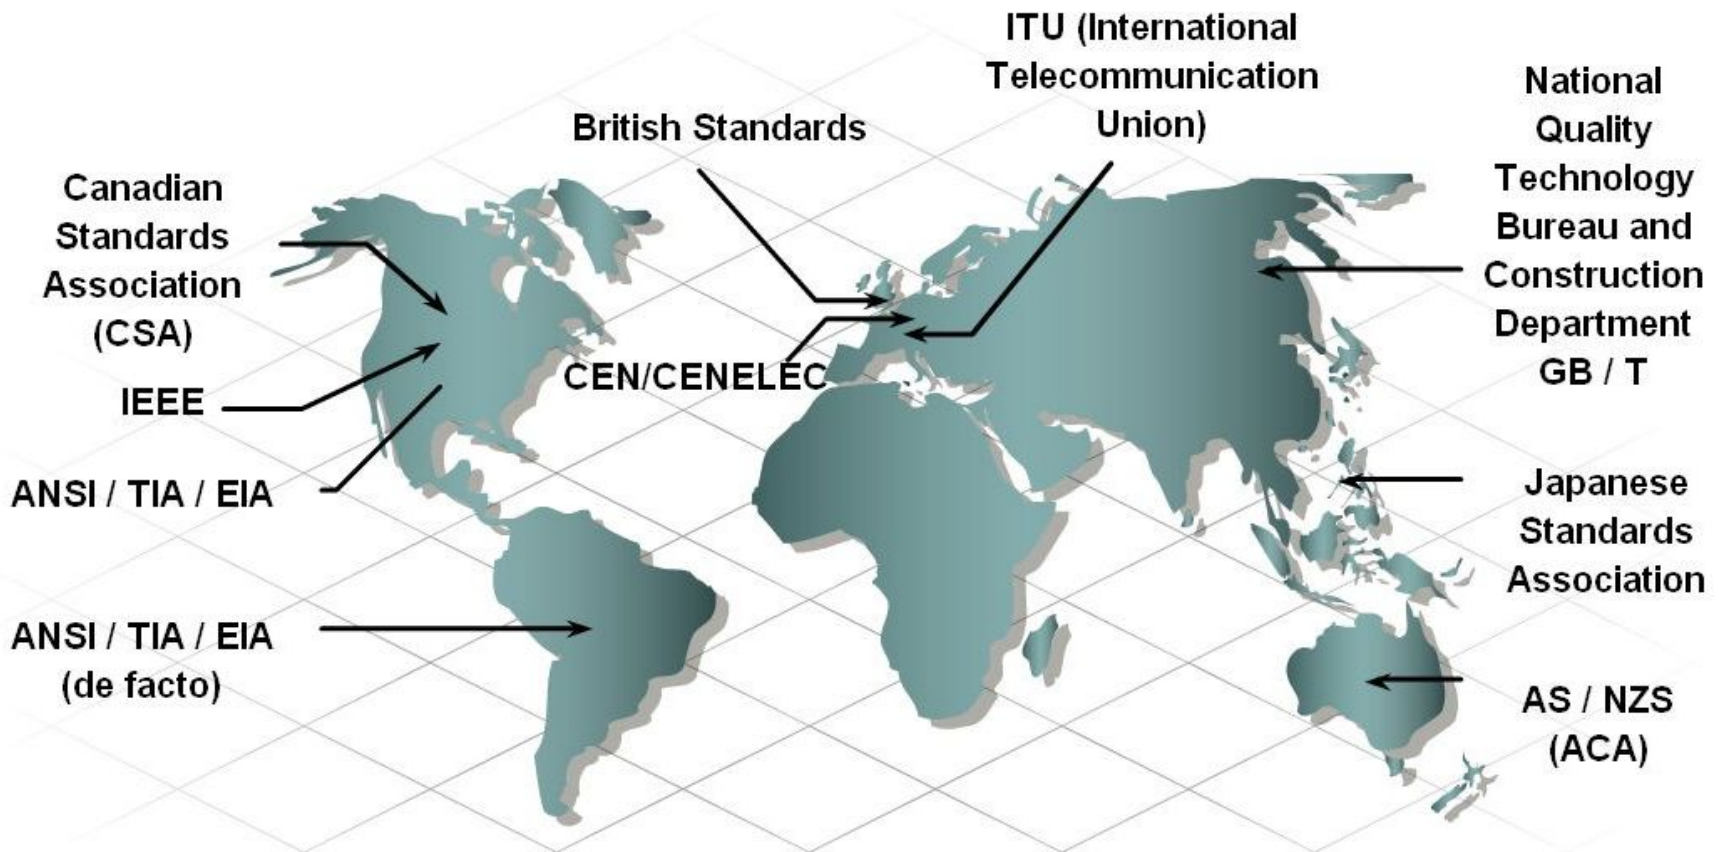 ITU (International
Telecommunication
Union)
British Standards
National
Quality
Technology
Bureau and
Construction
Department
GB / T
Canadian
Standards
Association
(CSA)
CEN/CENELEC
IEEE
ANSI / TIA / EIA
Japanese
Standards
Association
ANSI / TIA / EIA
(de facto)
AS / NZS
(ACA)